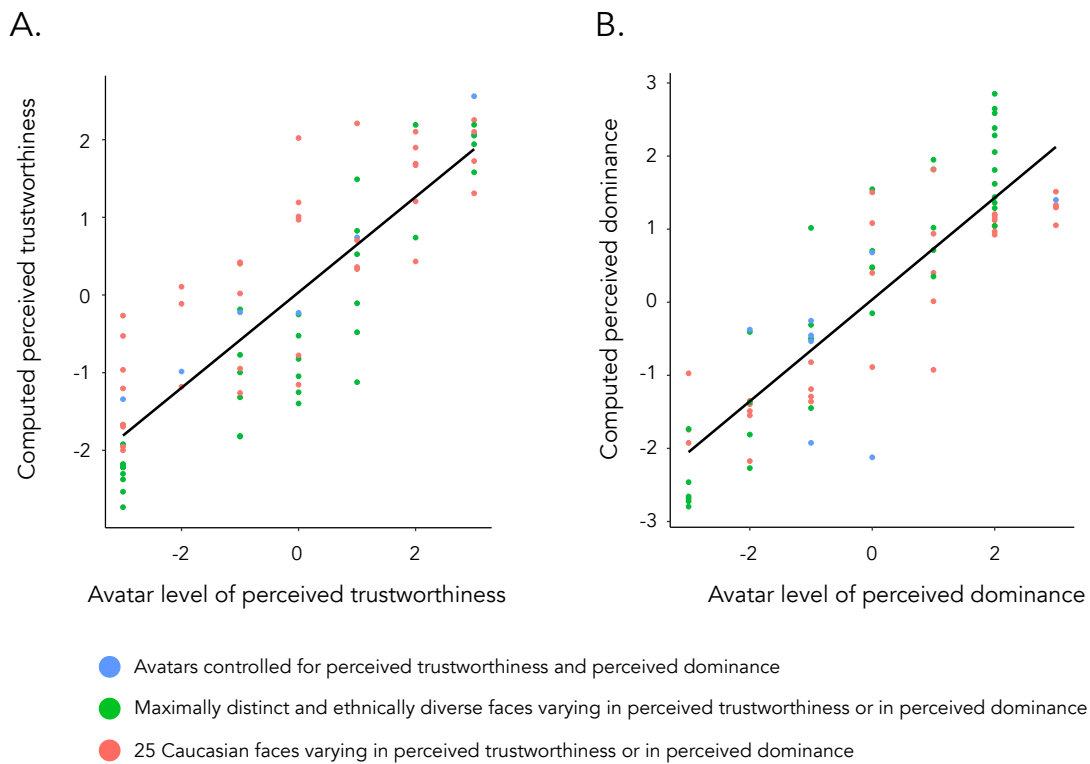 A.
B.
Computed perceived trustworthiness
2
1
0
-1
-2
-2
0
2
Avatar level of perceived trustworthiness
Computed perceived dominance
3
2
1
0
-1
-2
-3
-2
0
2
Avatar level of perceived dominance
Avatars controlled for perceived trustworthiness and perceived dominance
Maximally distinct and ethnically diverse faces varying in perceived trustworthiness or in perceived dominance
25 Caucasian faces varying in perceived trustworthiness or in perceived dominance